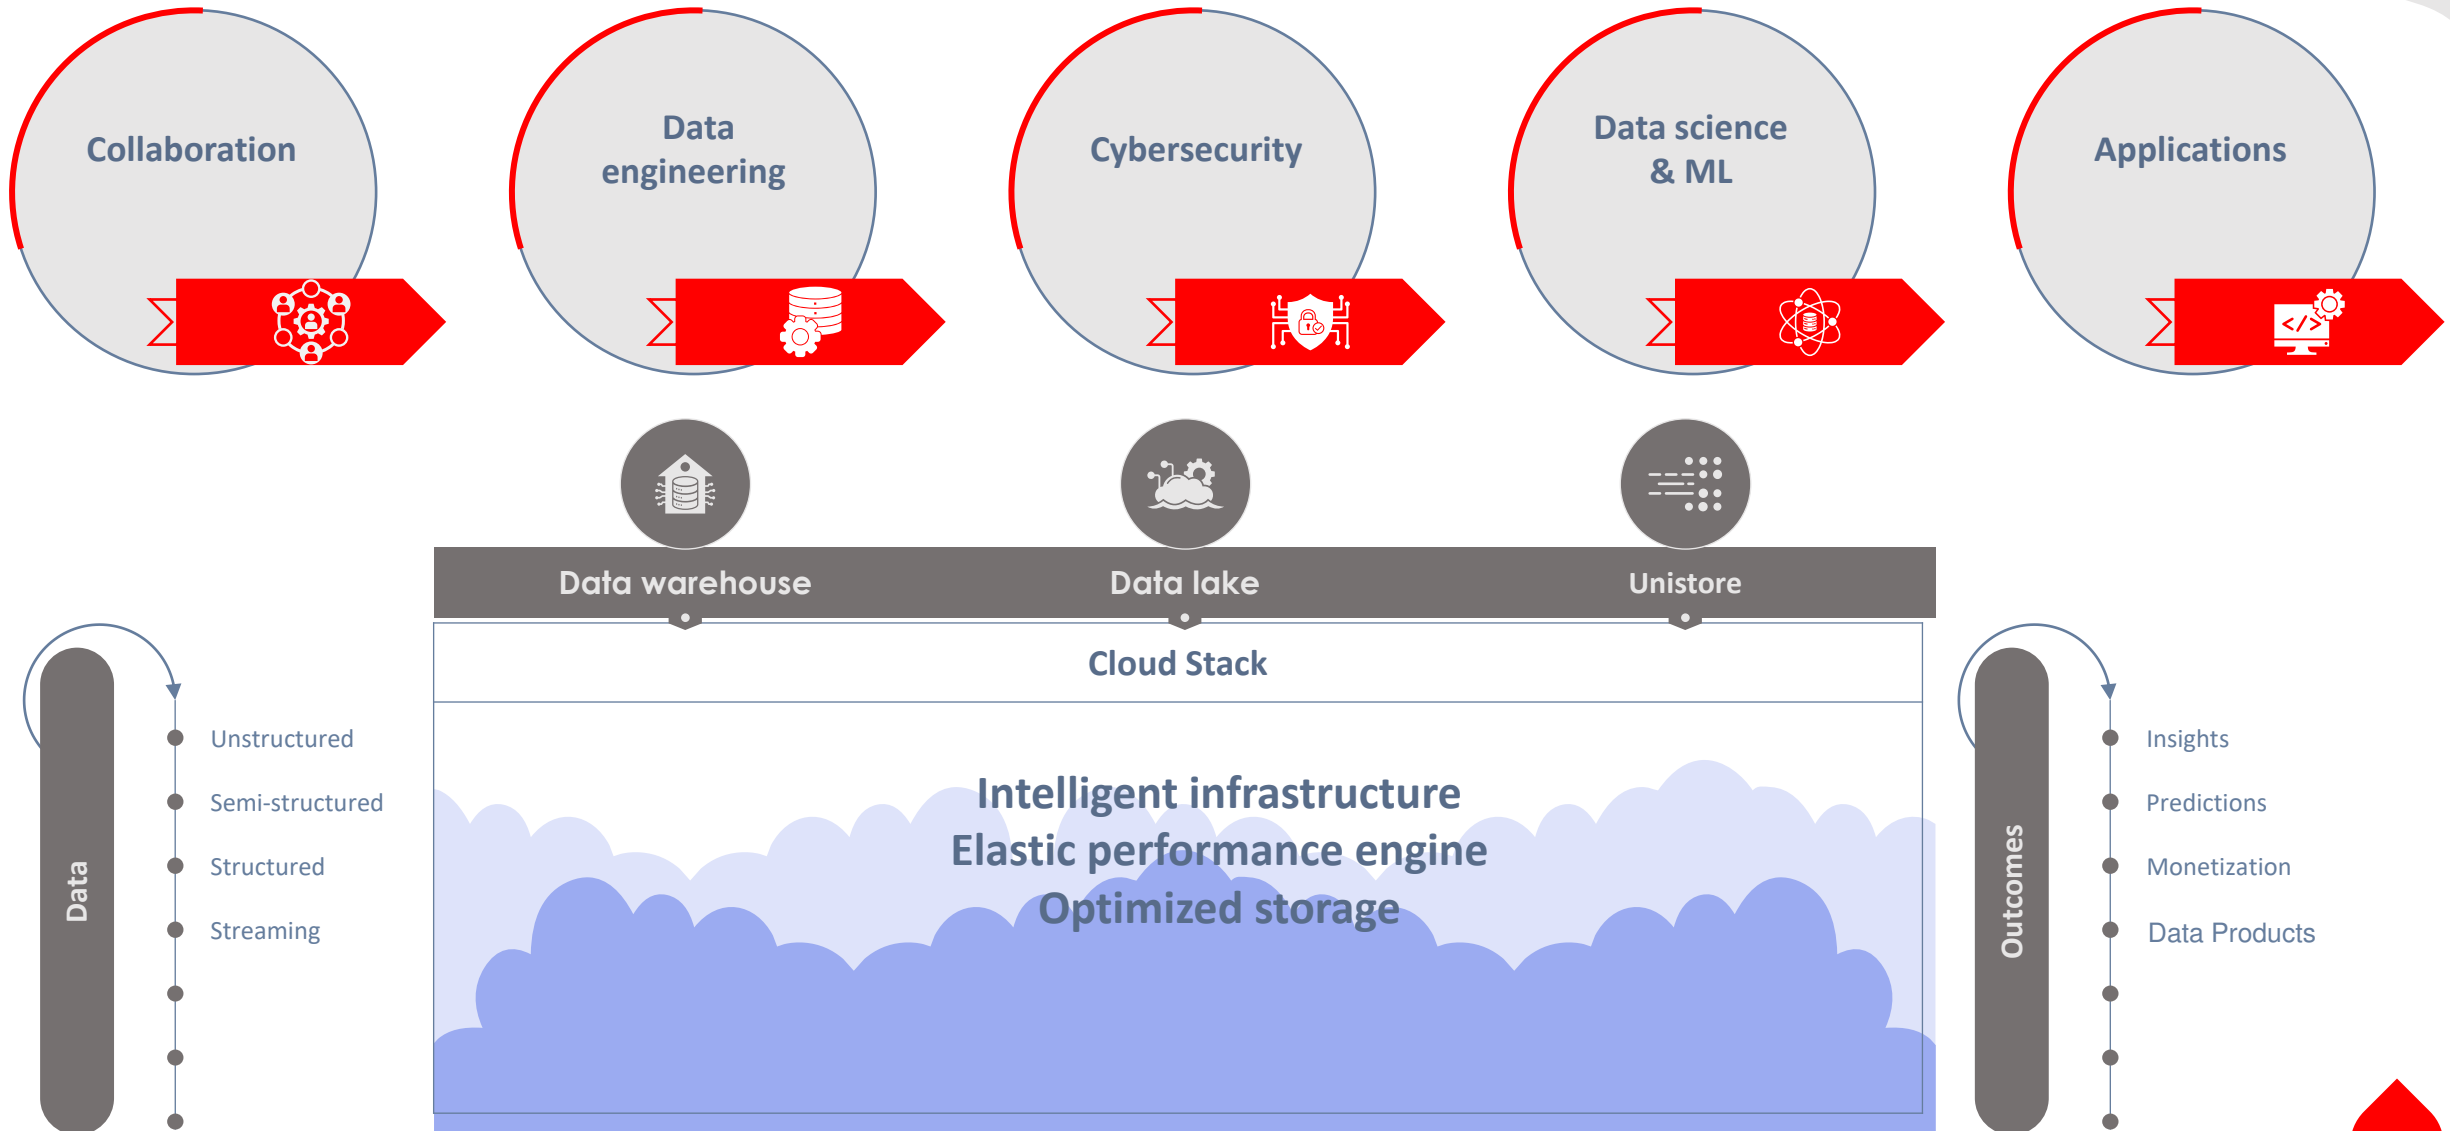 Collaboration
Data
engineering
Cybersecurity
Data science
& ML
Applications
</>
Data warehouse
Data lake
Unistore
Cloud Stack
Intelligent infrastructure
Elastic performance engine
Optimized storage
Data
Unstructured
Semi-structured
Structured
Streaming
Outcomes
Insights
Predictions
Monetization
Data Products